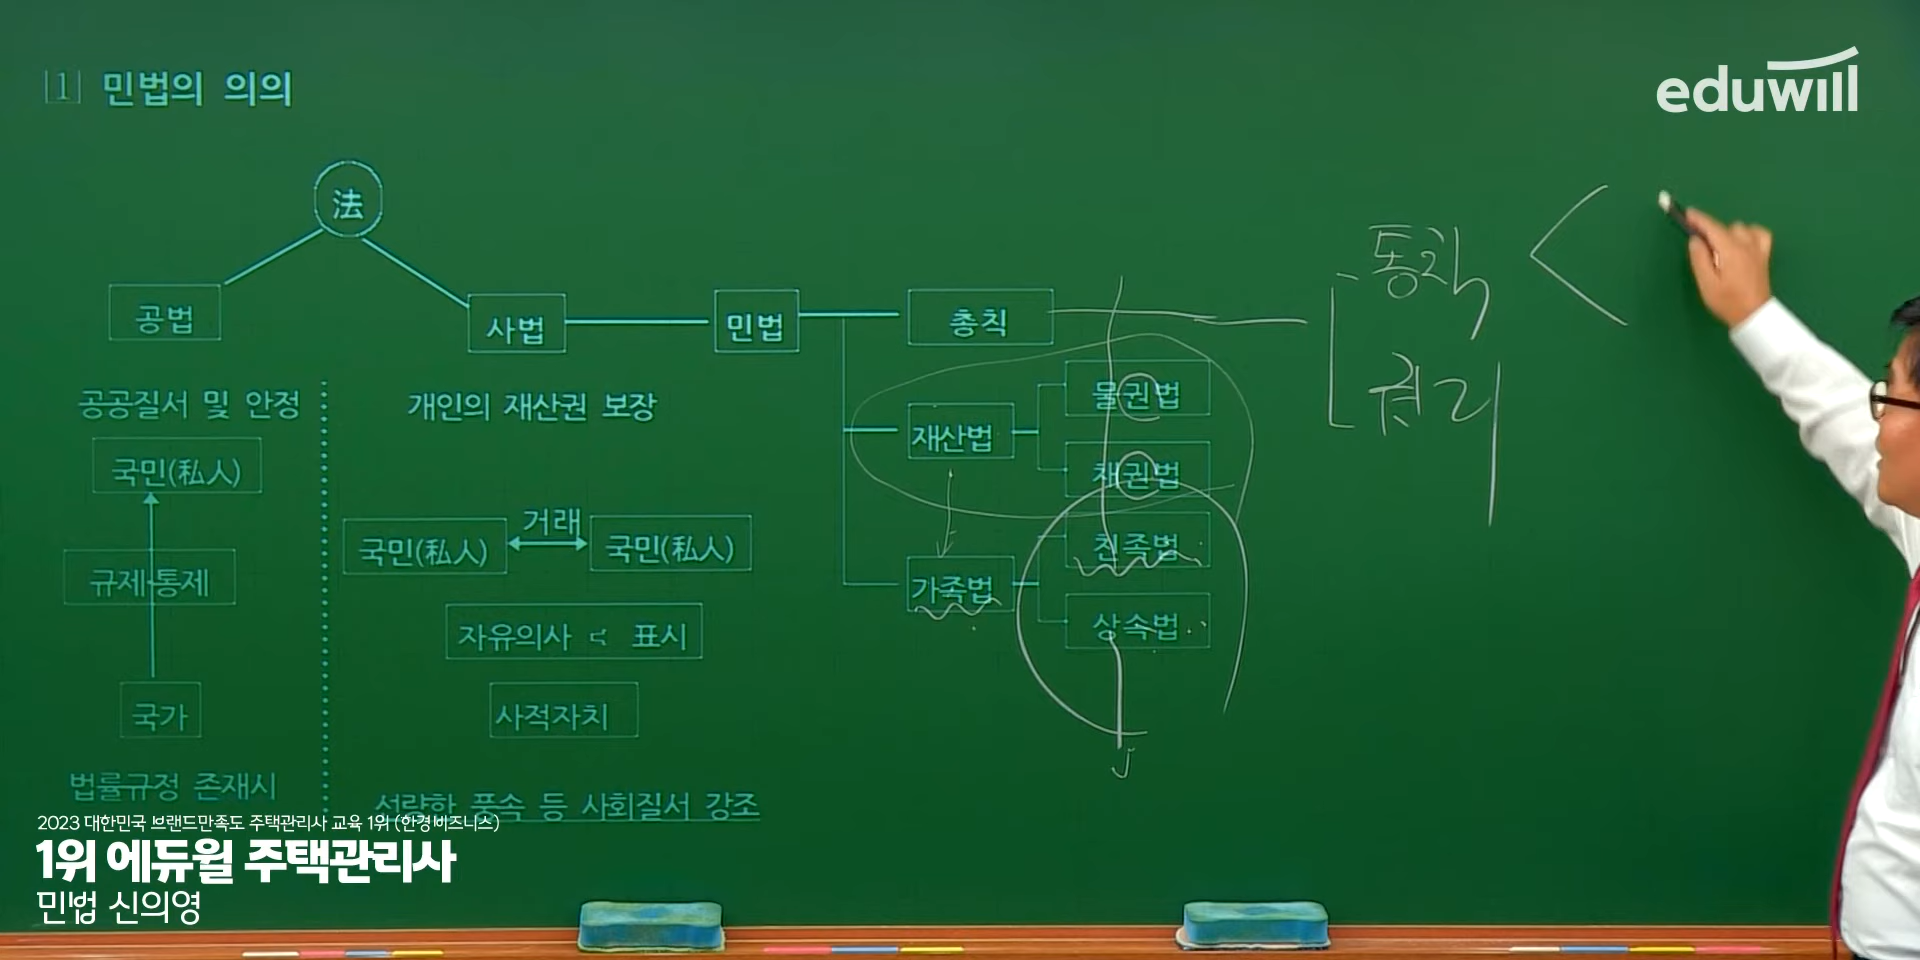 1 민법의 의의
eduwill
法
공법
사법
민법
총칙
통칙
권리
공공질서 및 안정
개인의 재산권 보장
재산법
물권법
채권법
국민(私人)
국민(私人)
거래
국민(私人)
규제·통제
가족법
친족법
상속법
자유의사 < 표시
국가
사적자치
법률규정 존재시
선량한 풍속 등 사회질서 강조
2023 대한민국 브랜드만족도 주택관리사 교육 1위 (한경비즈니스)
1위 에듀윌 주택관리사
민법 신의영